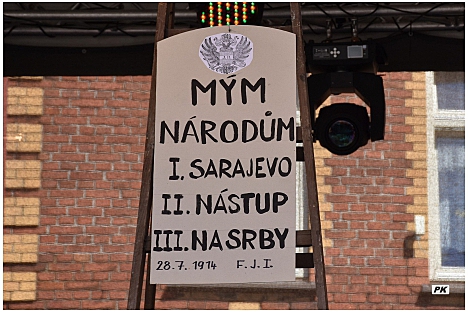 MÝM
NÁRODŮM
I. SARAJEVO
II. NÁSTUP
III. NA SRBY
28.7. 1914 F.J.I.
PK